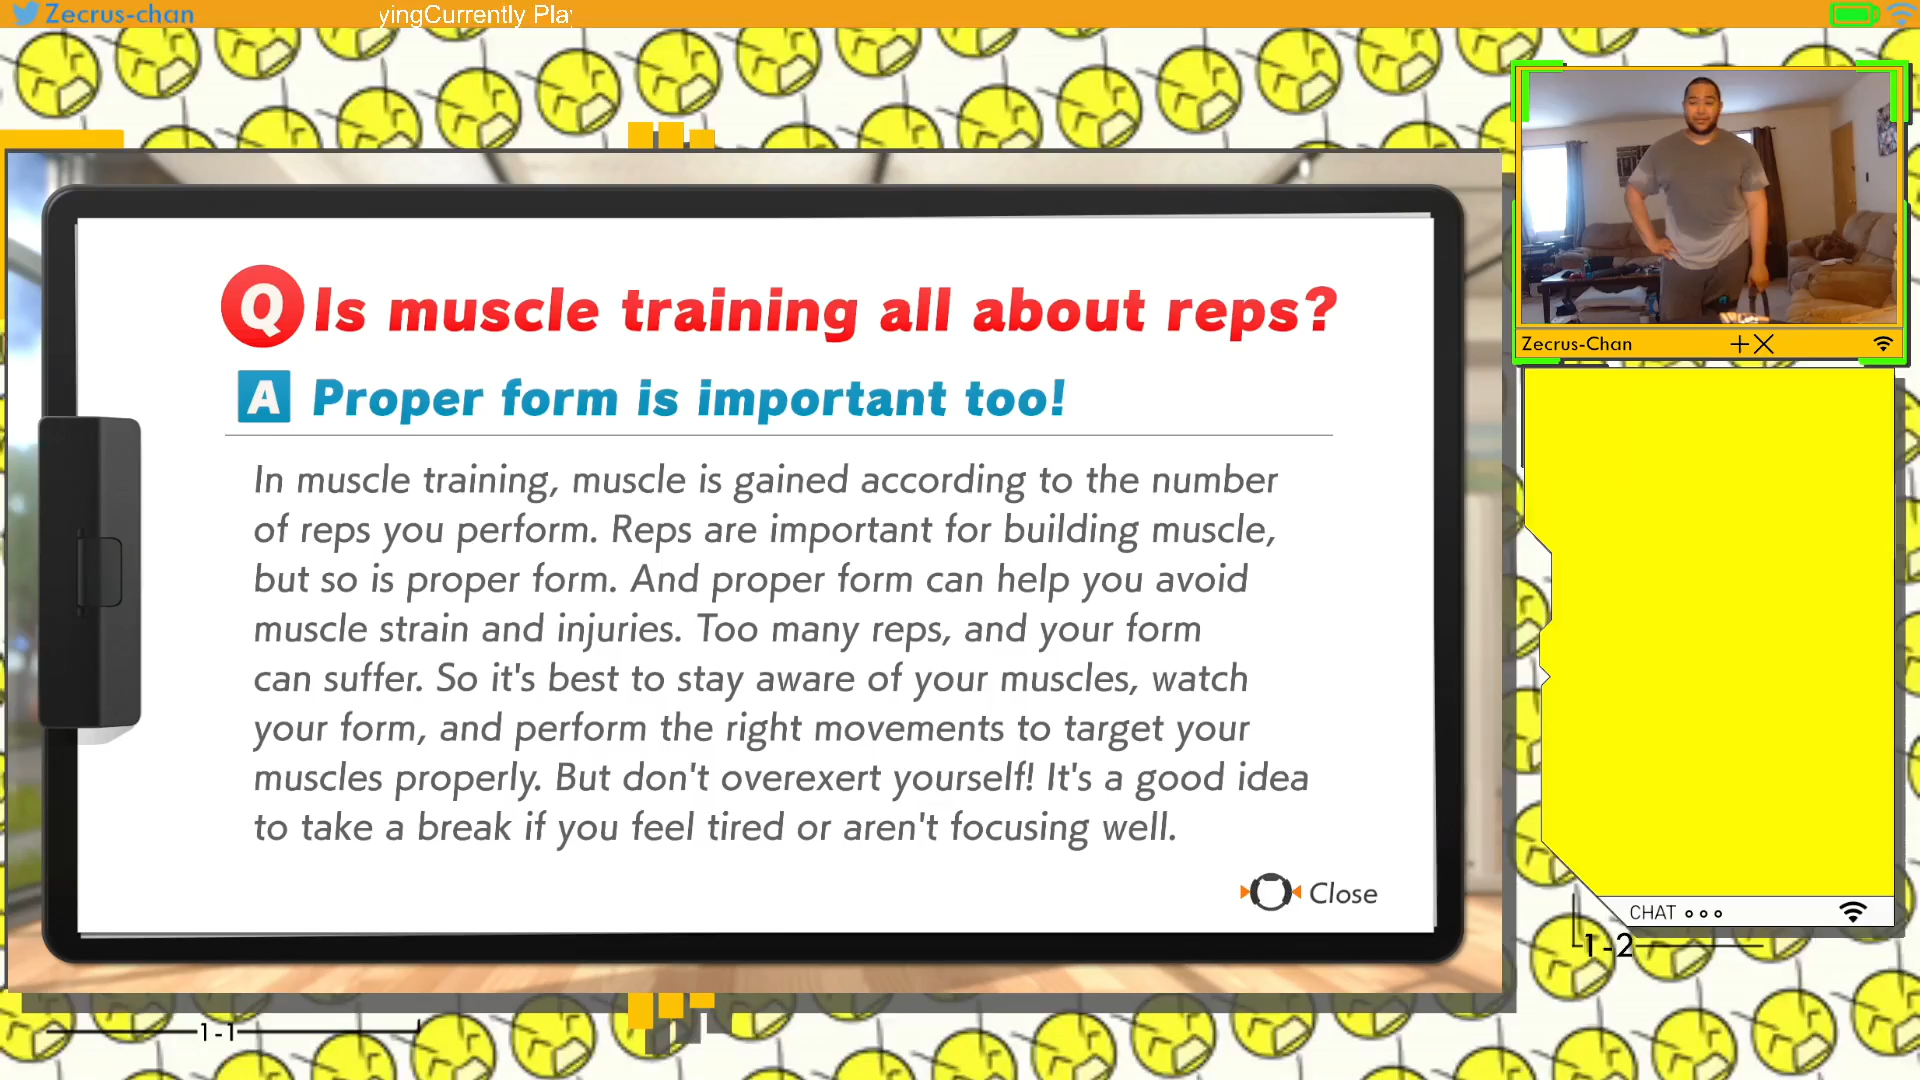 Zecrus-chan
yingCurrently Play
Q Is muscle training all about reps?
A Proper form is important too!
In muscle training, muscle is gained according to the number
of reps you perform. Reps are important for building muscle,
but so is proper form. And proper form can help you avoid
muscle strain and injuries. Too many reps, and your form
can suffer. So it's best to stay aware of your muscles, watch
your form, and perform the right movements to target your
muscles properly. But don't overexert yourself! It's a good idea
to take a break if you feel tired or aren't focusing well.
Close
Zecrus-Chan
CHAT
1-2
1-1